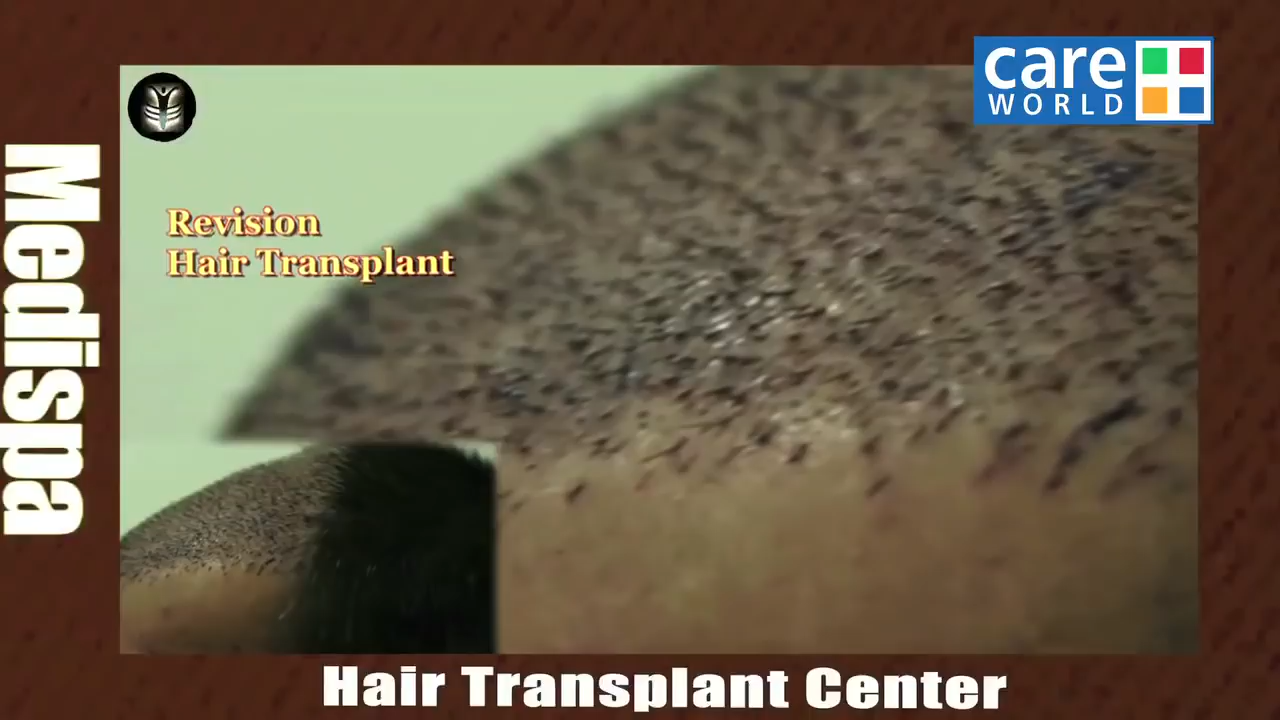 care
WORLD
Revision
Hair Transplant
Medispa
Hair Transplant Center